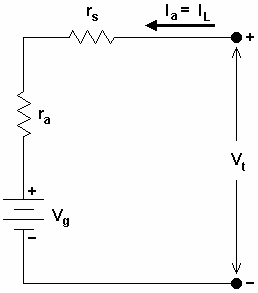 rs
Ia = IL
+
ra
Vt
+
Vg
−
−